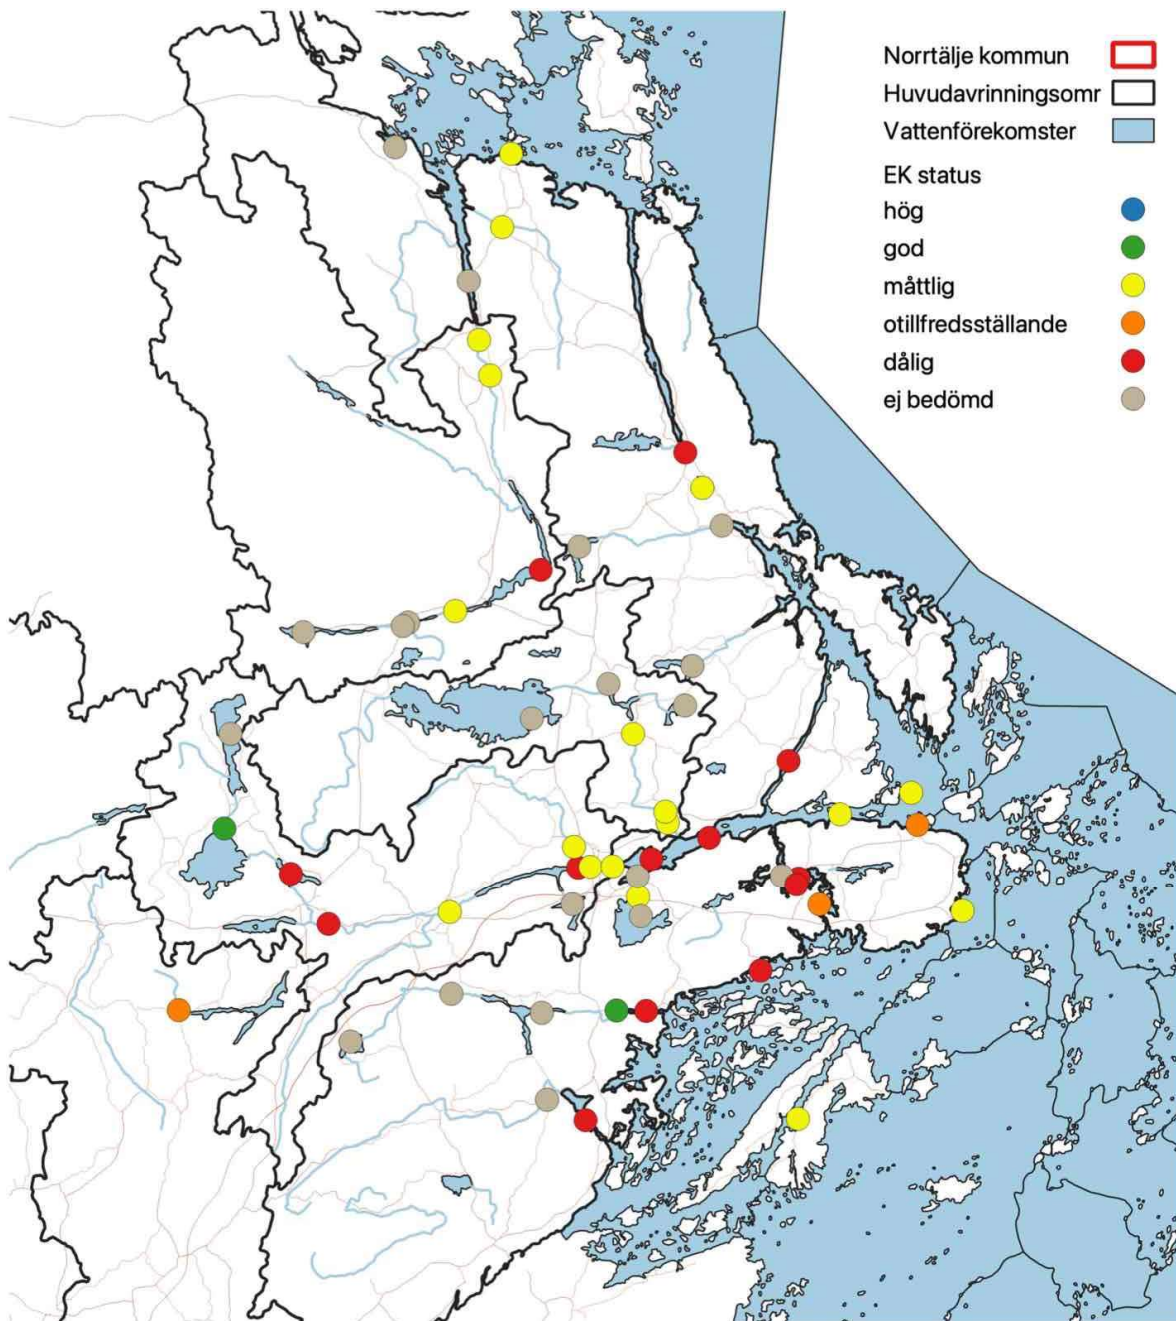 Norrtälje kommun
Huvudavrinningsomr
Vattenförekomster
EK status
hög
god
måttlig
otillfredsställande
dålig
ej bedömd